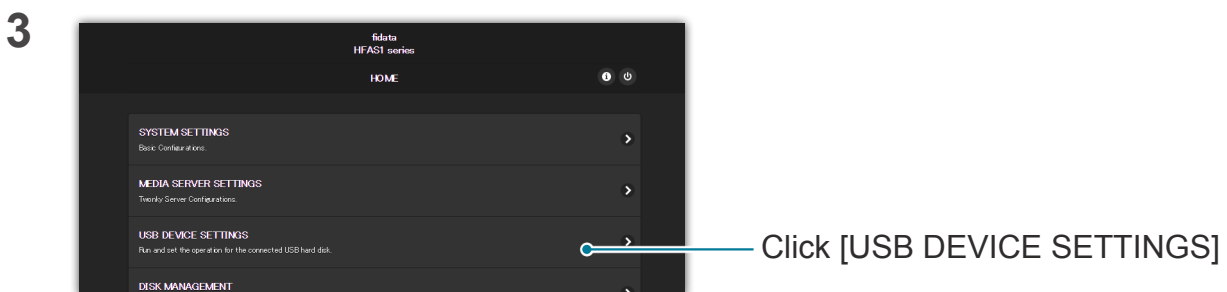 3
fidata
HFAS1 series
HOME
SYSTEM SETTINGS
Basic Configurations.
MEDIA SERVER SETTINGS
Twonky Server Configurations.
USB DEVICE SETTINGS
Run and set the operation for the connected USB hard disk.
Click [USB DEVICE SETTINGS]
DISK MANAGEMENT